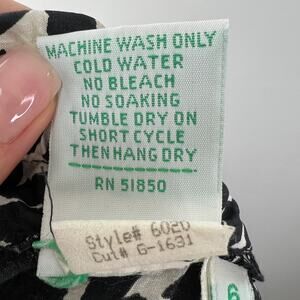 MACHINE WASH ONLY
COLD WATER
NO BLEACH
NO SOAKING
TUMBLE DRY ON
SHORT CYCLE
THEN HANG DRY
RN 51850
Style# 6020
Cut# G-1631